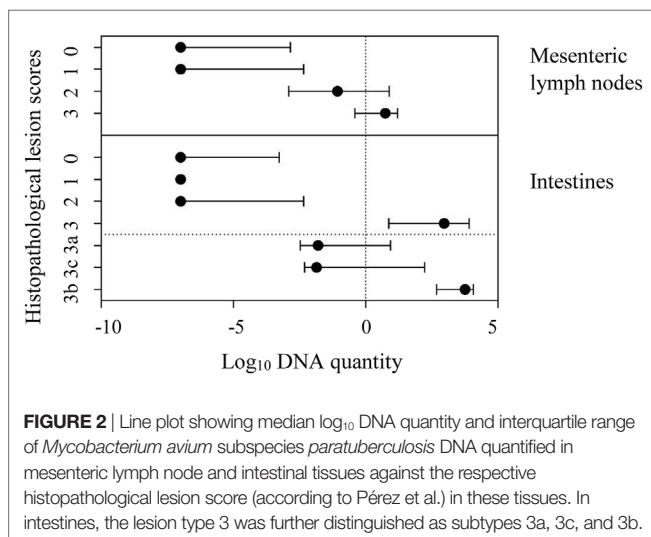 Histopathological lesion scores
0
1
2
3
Mesenteric
lymph nodes
0
1
2
3
3a
3c
3b
Intestines
-10
-5
0
5
Log₁₀ DNA quantity
FIGURE 2 | Line plot showing median log₁₀ DNA quantity and interquartile range
of Mycobacterium avium subspecies paratuberculosis DNA quantified in
mesenteric lymph node and intestinal tissues against the respective
histopathological lesion score (according to Pérez et al.) in these tissues. In
intestines, the lesion type 3 was further distinguished as subtypes 3a, 3c, and 3b.